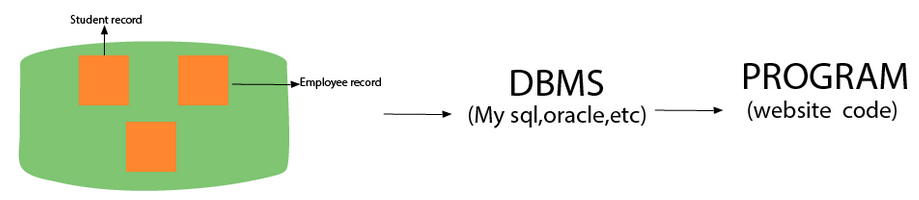 Student record
Employee record
DBMS
(My sql,oracle,etc)
PROGRAM
(website code)